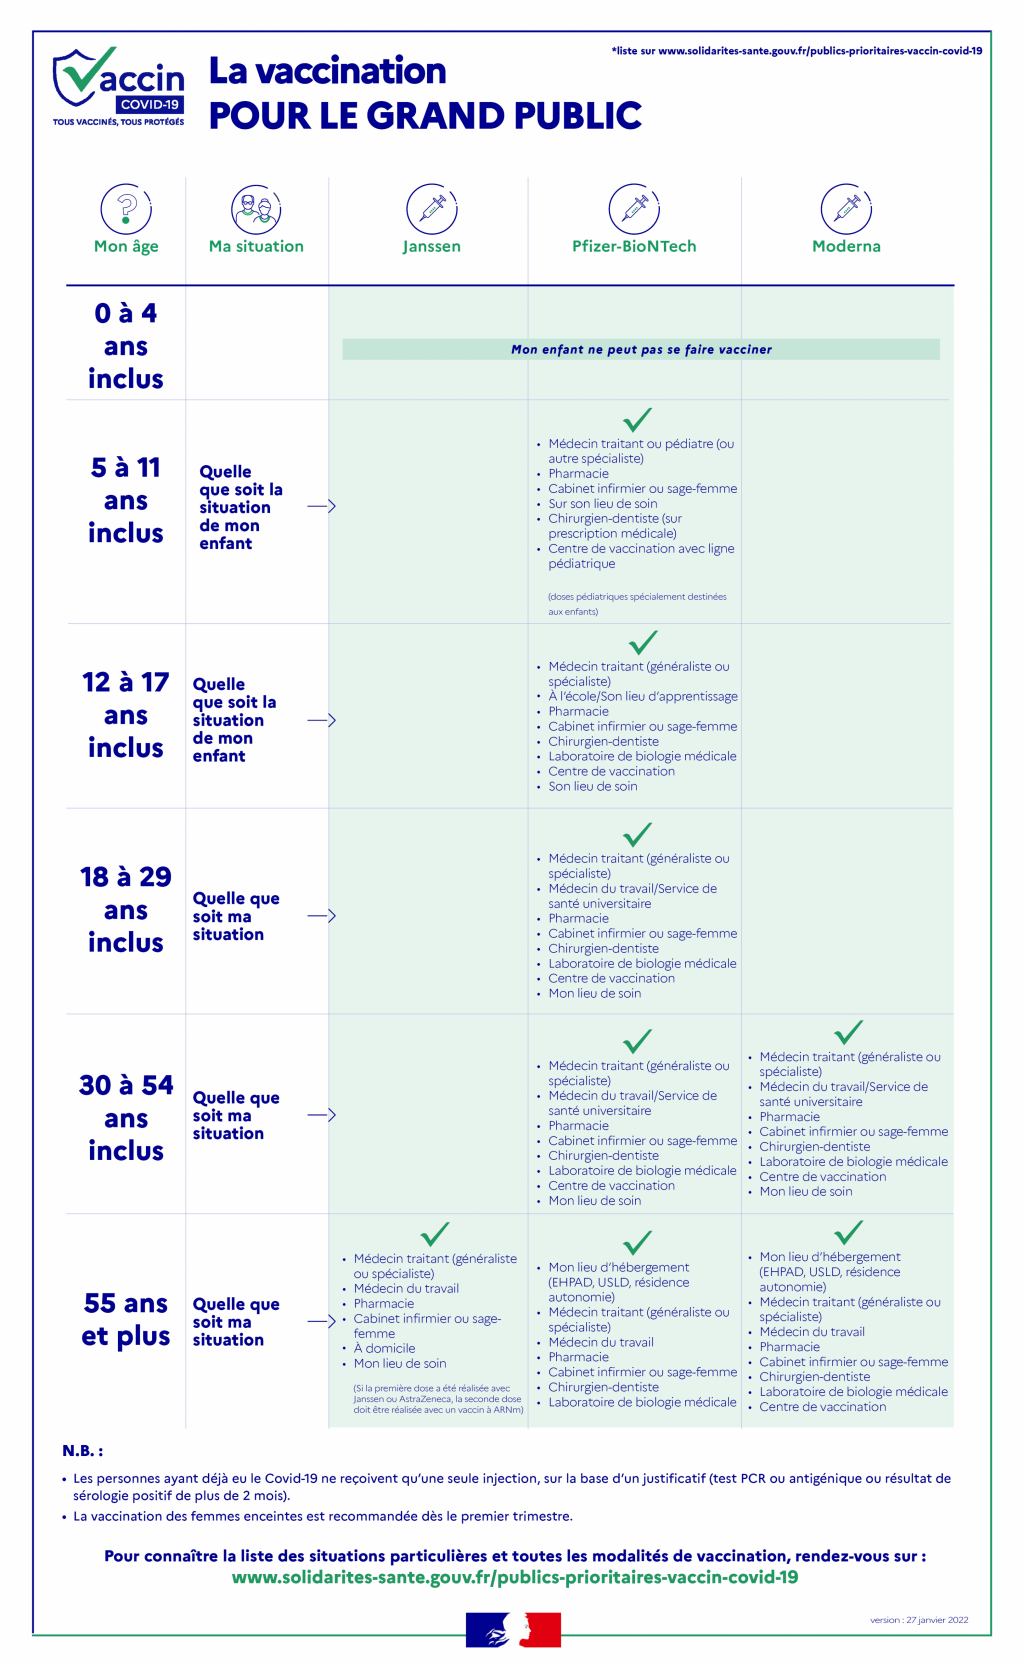 *liste sur www.solidarites-sante.gouv.fr/publics-prioritaires-vaccin-covid-19
Vaccin
COVID-19
TOUS VACCINÉS, TOUS PROTÉGÉS
La vaccination
POUR LE GRAND PUBLIC
Mon âge
Ma situation
Janssen
Pfizer-BioNTech
Moderna
0 à 4
ans
inclus
Mon enfant ne peut pas se faire vacciner
5 à 11
ans
inclus
Quelle
que soit la
situation
de mon
enfant
• Médecin traitant ou pédiatre (ou
autre spécialiste)
• Pharmacie
• Cabinet infirmier ou sage-femme
• Sur son lieu de soin
• Chirurgien-dentiste (sur
prescription médicale)
• Centre de vaccination avec ligne
pédiatrique
(doses pédiatriques spécialement destinées
aux enfants)
12 à 17
ans
inclus
Quelle
que soit la
situation
de mon
enfant
• Médecin traitant (généraliste ou
spécialiste)
• À l'école/Son lieu d'apprentissage
• Pharmacie
• Cabinet infirmier ou sage-femme
• Chirurgien-dentiste
• Laboratoire de biologie médicale
• Centre de vaccination
• Son lieu de soin
18 à 29
ans
inclus
Quelle que
soit ma
situation
• Médecin traitant (généraliste ou
spécialiste)
• Médecin du travail/Service de
santé universitaire
• Pharmacie
• Cabinet infirmier ou sage-femme
• Chirurgien-dentiste
• Laboratoire de biologie médicale
• Centre de vaccination
• Mon lieu de soin
30 à 54
ans
inclus
Quelle que
soit ma
situation
• Médecin traitant (généraliste ou
spécialiste)
• Médecin du travail/Service de
santé universitaire
• Pharmacie
• Cabinet infirmier ou sage-femme
• Chirurgien-dentiste
• Laboratoire de biologie médicale
• Centre de vaccination
• Mon lieu de soin
• Médecin traitant (généraliste ou
spécialiste)
• Médecin du travail/Service de
santé universitaire
• Pharmacie
• Cabinet infirmier ou sage-femme
• Chirurgien-dentiste
• Laboratoire de biologie médicale
• Centre de vaccination
• Mon lieu de soin
55 ans
et plus
Quelle que
soit ma
situation
• Médecin traitant (généraliste
ou spécialiste)
• Médecin du travail
• Pharmacie
• Cabinet infirmier ou sage-
femme
• À domicile
• Mon lieu de soin
(Si la première dose a été réalisée avec
Janssen ou AstraZeneca, la seconde dose
doit être réalisée avec un vaccin à ARNm)
• Mon lieu d'hébergement
(EHPAD, USLD, résidence
autonomie)
• Médecin traitant (généraliste ou
spécialiste)
• Médecin du travail
• Pharmacie
• Cabinet infirmier ou sage-femme
• Chirurgien-dentiste
• Laboratoire de biologie médicale
• Mon lieu d'hébergement
(EHPAD, USLD, résidence
autonomie)
• Médecin traitant (généraliste ou
spécialiste)
• Médecin du travail
• Pharmacie
• Cabinet infirmier ou sage-femme
• Chirurgien-dentiste
• Laboratoire de biologie médicale
• Centre de vaccination
N.B. :
• Les personnes ayant déjà eu le Covid-19 ne reçoivent qu'une seule injection, sur la base d'un justificatif (test PCR ou antigénique ou résultat de
sérologie positif de plus de 2 mois).
• La vaccination des femmes enceintes est recommandée dès le premier trimestre.
Pour connaître la liste des situations particulières et toutes les modalités de vaccination, rendez-vous sur :
www.solidarites-sante.gouv.fr/publics-prioritaires-vaccin-covid-19
version : 27 janvier 2022